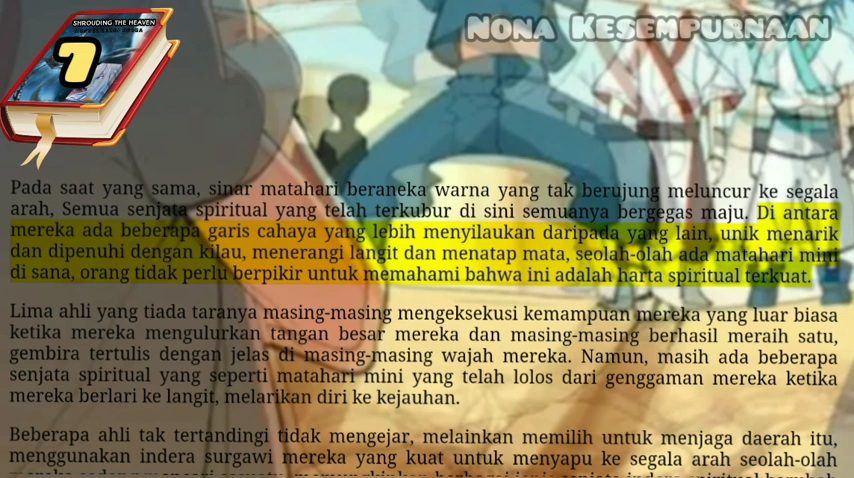 SHROUDING THE HEAVEN
7
Nona Kesempurnaan
Pada saat yang sama, sinar matahari beraneka warna yang tak berujung meluncur ke segala
arah, Semua senjata spiritual yang telah terkubur di sini semuanya bergegas maju. Di antara
mereka ada beberapa garis cahaya yang lebih menyilaukan daripada yang lain, unik menarik
dan dipenuhi dengan kilau, menerangi langit dan menatap mata, seolah-olah ada matahari mini
di sana, orang tidak perlu berpikir untuk memahami bahwa ini adalah harta spiritual terkuat.
Lima ahli yang tiada taranya masing-masing mengeksekusi kemampuan mereka yang luar biasa
ketika mereka mengulurkan tangan besar mereka dan masing-masing berhasil meraih satu,
gembira tertulis dengan jelas di masing-masing wajah mereka. Namun, masih ada beberapa
senjata spiritual yang seperti matahari mini yang telah lolos dari genggaman mereka ketika
mereka berlari ke langit, melarikan diri ke kejauhan.
Beberapa ahli tak tertandingi tidak mengejar, melainkan memilih untuk menjaga daerah itu,
menggunakan indera surgawi mereka yang kuat untuk menyapu ke segala arah seolah-olah